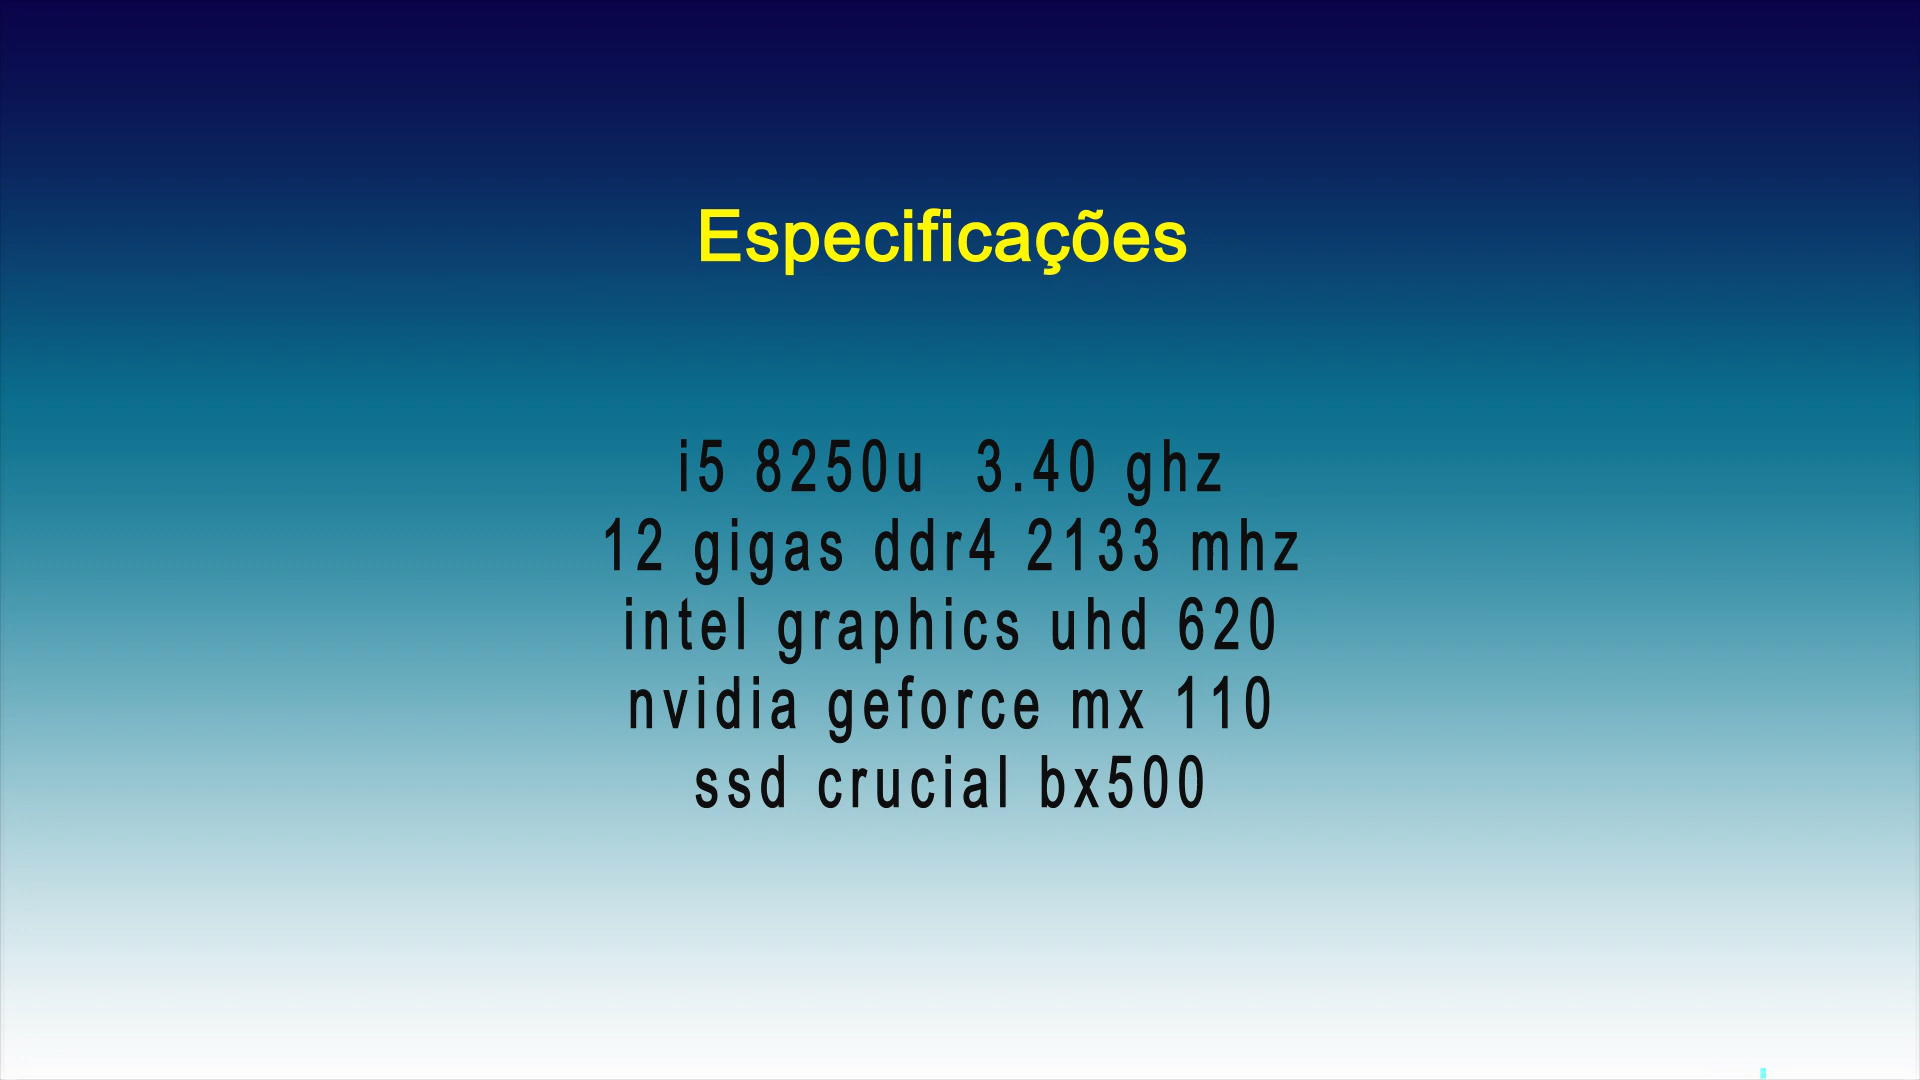 Especificações
i5 8250u 3.40 ghz
12 gigas ddr4 2133 mhz
intel graphics uhd 620
nvidia geforce mx 110
ssd crucial bx500